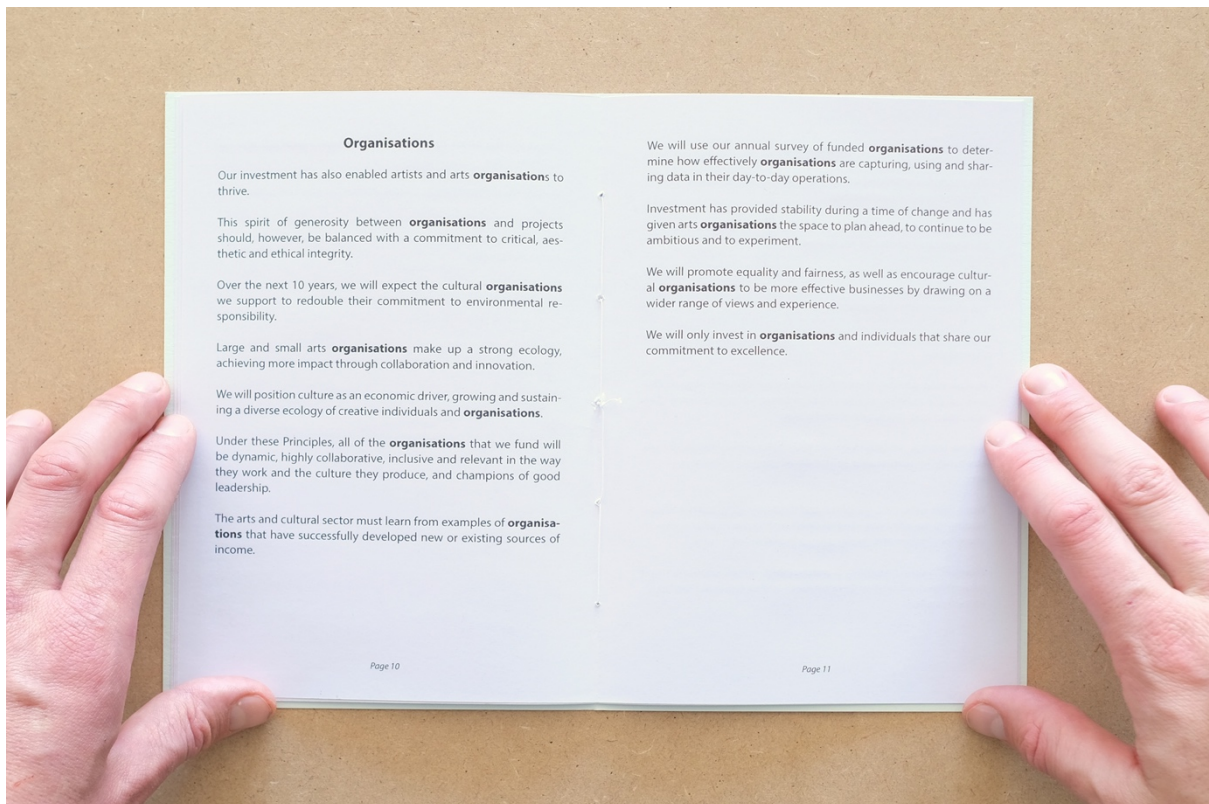 Organisations
Our investment has also enabled artists and arts organisations to
thrive.
This spirit of generosity between organisations and projects
should, however, be balanced with a commitment to critical, aes-
thetic and ethical integrity.
Over the next 10 years, we will expect the cultural organisations
we support to redouble their commitment to environmental re-
sponsibility.
Large and small arts organisations make up a strong ecology,
achieving more impact through collaboration and innovation.
We will position culture as an economic driver, growing and sustain-
ing a diverse ecology of creative individuals and organisations.
Under these Principles, all of the organisations that we fund will
be dynamic, highly collaborative, inclusive and relevant in the way
they work and the culture they produce, and champions of good
leadership.
The arts and cultural sector must learn from examples of organisa-
tions that have successfully developed new or existing sources of
income.
Page 10
We will use our annual survey of funded organisations to deter-
mine how effectively organisations are capturing, using and shar-
ing data in their day-to-day operations.
Investment has provided stability during a time of change and has
given arts organisations the space to plan ahead, to continue to be
ambitious and to experiment.
We will promote equality and fairness, as well as encourage cultur-
al organisations to be more effective businesses by drawing on a
wider range of views and experience.
We will only invest in organisations and individuals that share our
commitment to excellence.
Page 11